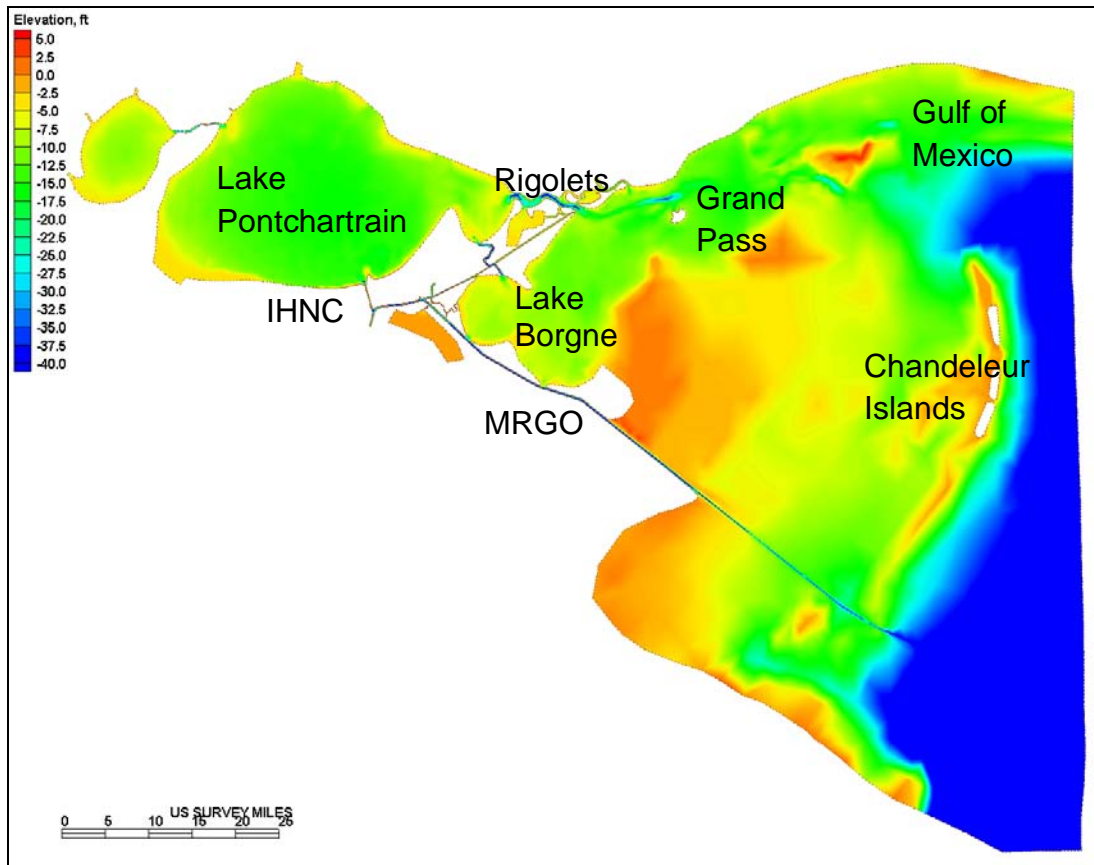 Elevation, ft
5.0
2.5
0.0
-2.5
-5.0
-7.5
-10.0
-12.5
-15.0
-17.5
-20.0
-22.5
-25.0
-27.5
-30.0
-32.5
-35.0
-37.5
-40.0
Gulf of
Mexico
Lake
Pontchartrain
Rigolets
Grand
Pass
IHNC
Lake
Borgne
Chandeleur
Islands
MRGO
US SURVEY MILES
0 5 10 15 20 25